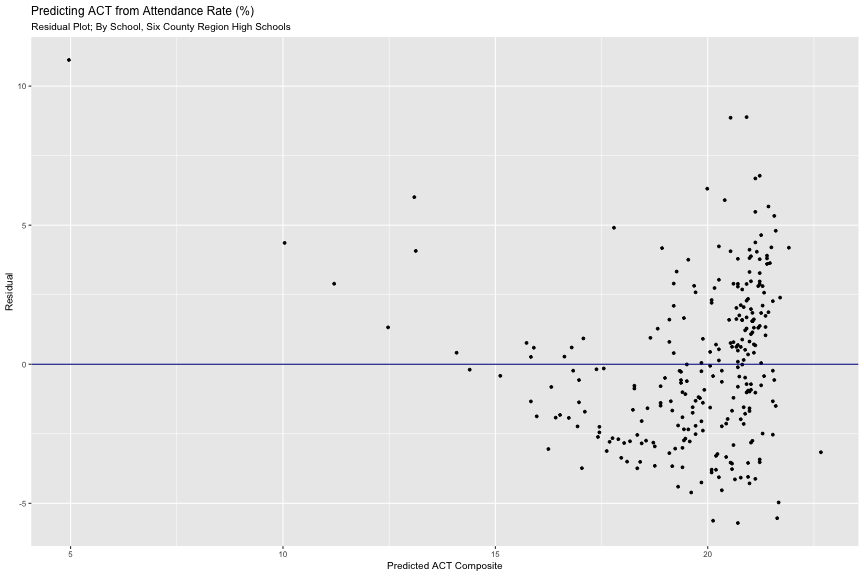 Predicting ACT from Attendance Rate (%)
Residual Plot; By School, Six County Region High Schools
10
5
0
-5
Residual
5
10
15
20
Predicted ACT Composite